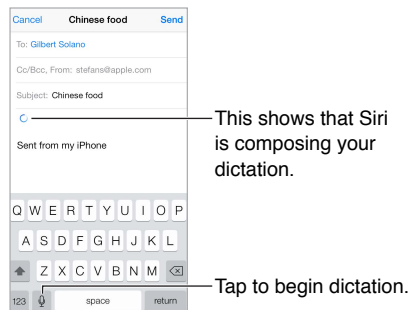 Cancel Chinese food Send
To: Gilbert Solano
Cc/Bcc, From: stefans@apple.com
Subject: Chinese food
This shows that Siri
is composing your
dictation.
Sent from my iPhone
Q W E R T Y U I O P
A S D F G H J K L
Z X C V B N M
123 space return
Tap to begin dictation.